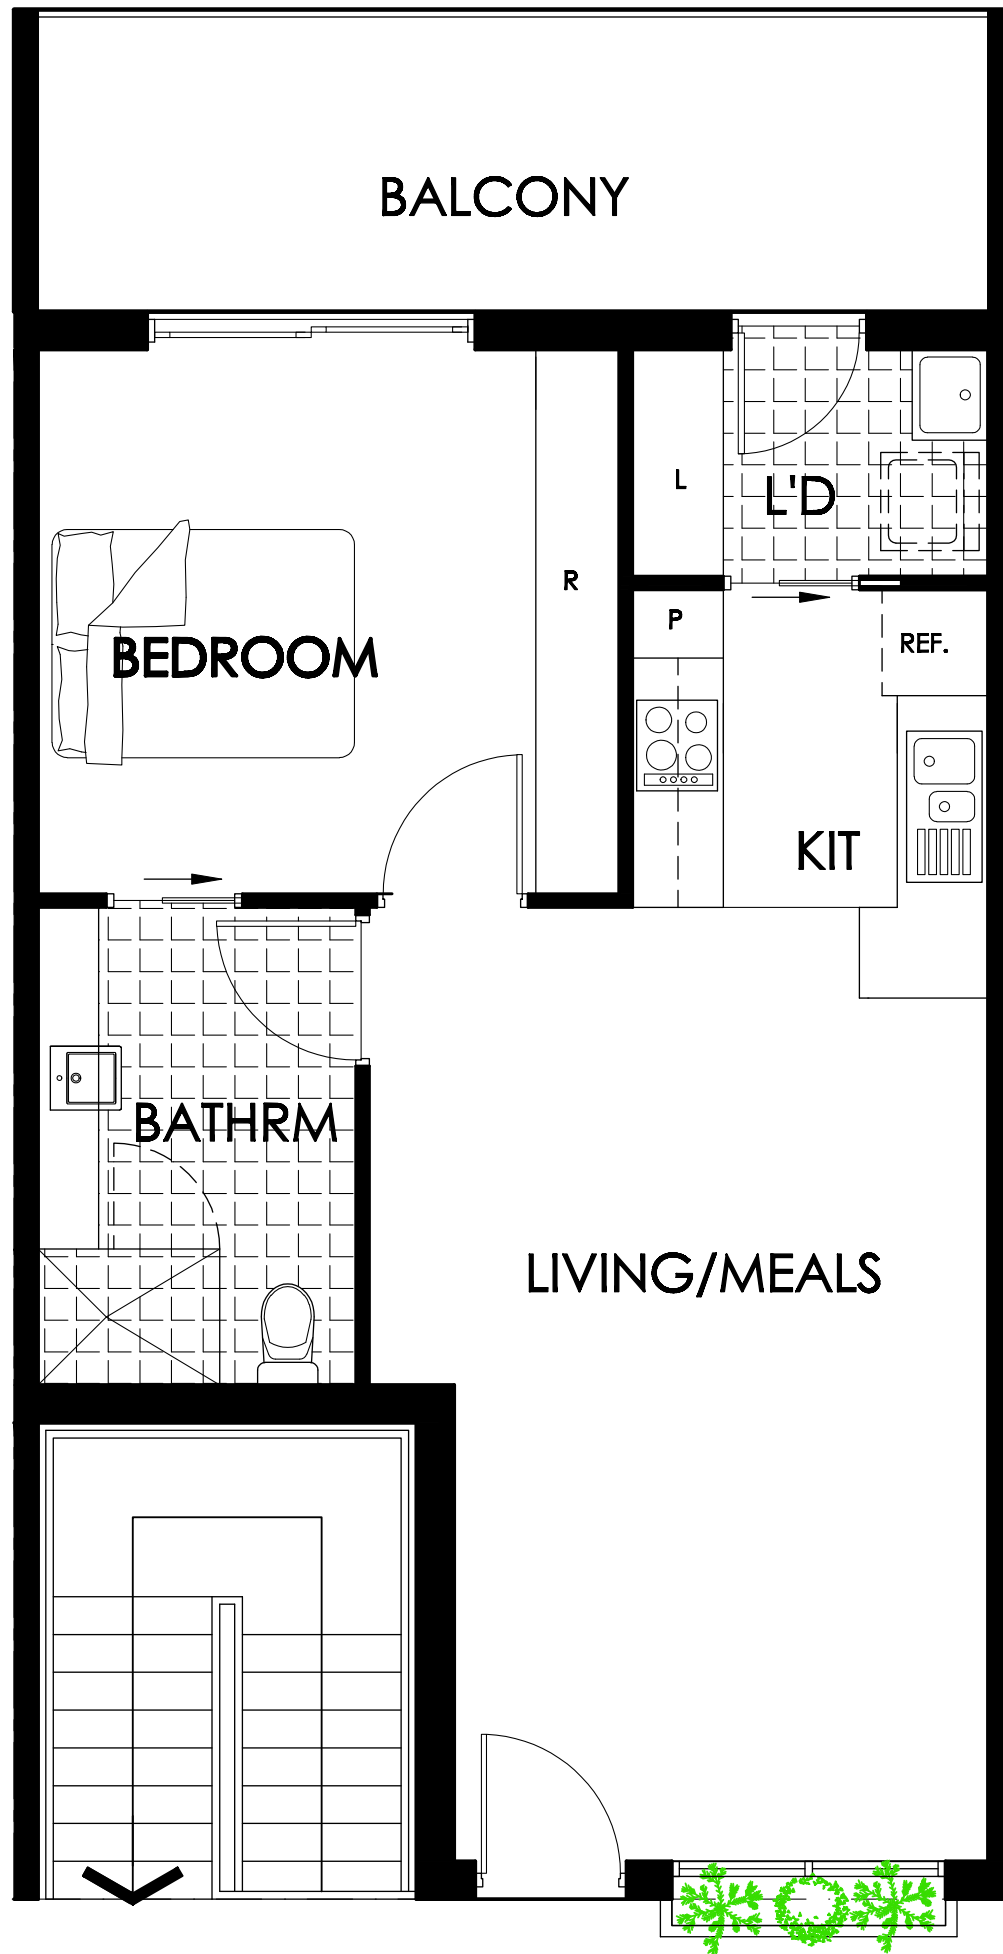 BALCONY
L
L'D
R
P
REF.
BEDROOM
KIT
BATHRM
LIVING/MEALS